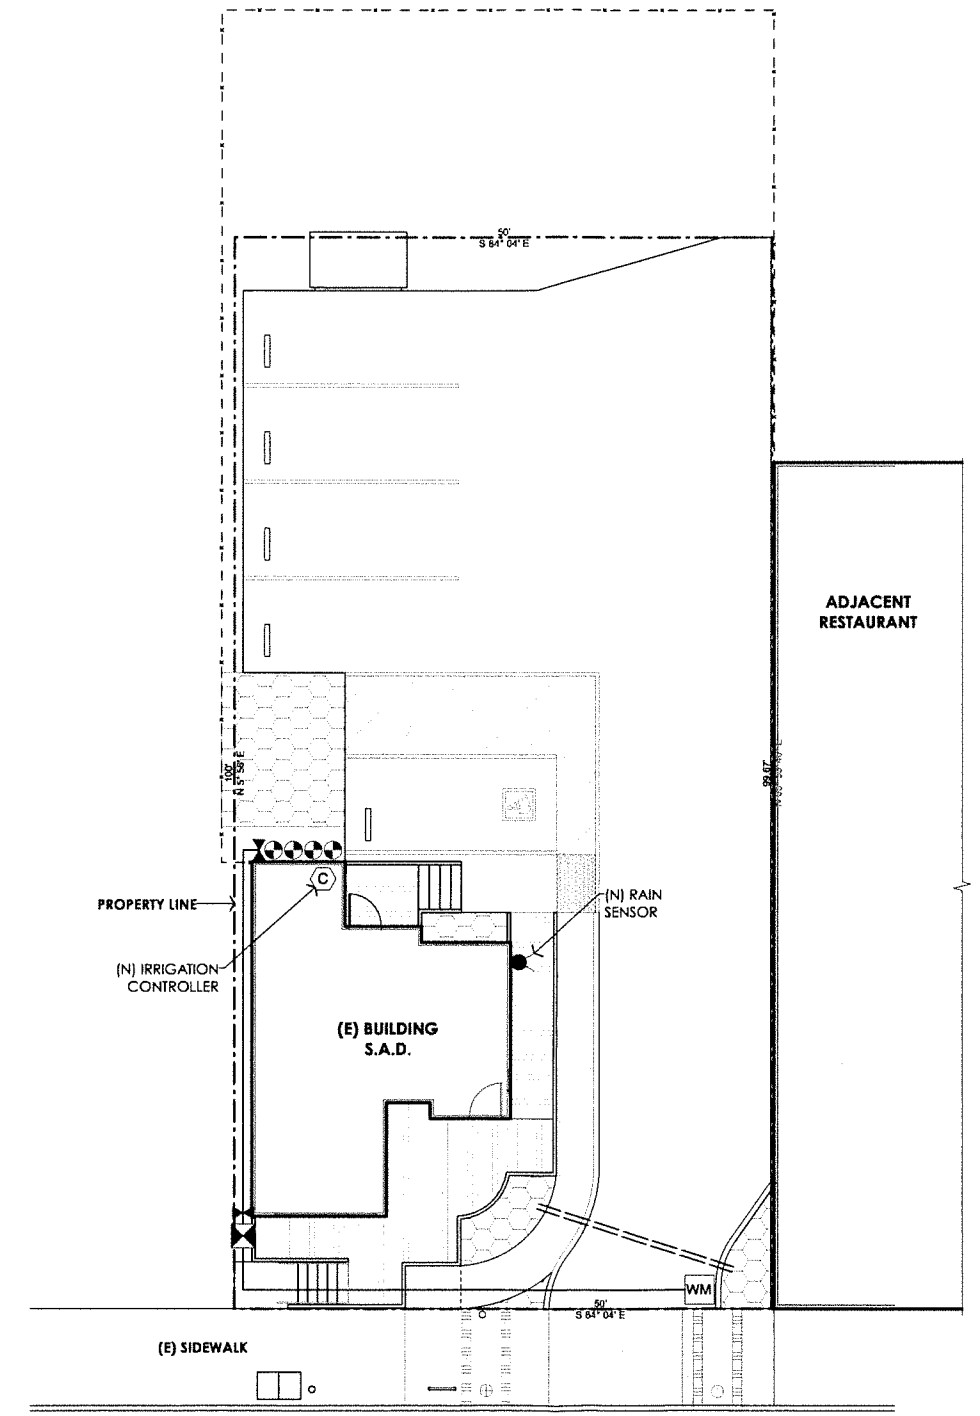 50'
S 84° 04' E
ADJACENT
RESTAURANT
100'
N 5° 56' E
99.67'
PROPERTY LINE
C
(N) RAIN
SENSOR
(N) IRRIGATION
CONTROLLER
(E) BUILDING
S.A.D.
WM
50'
S 84° 04' E
(E) SIDEWALK